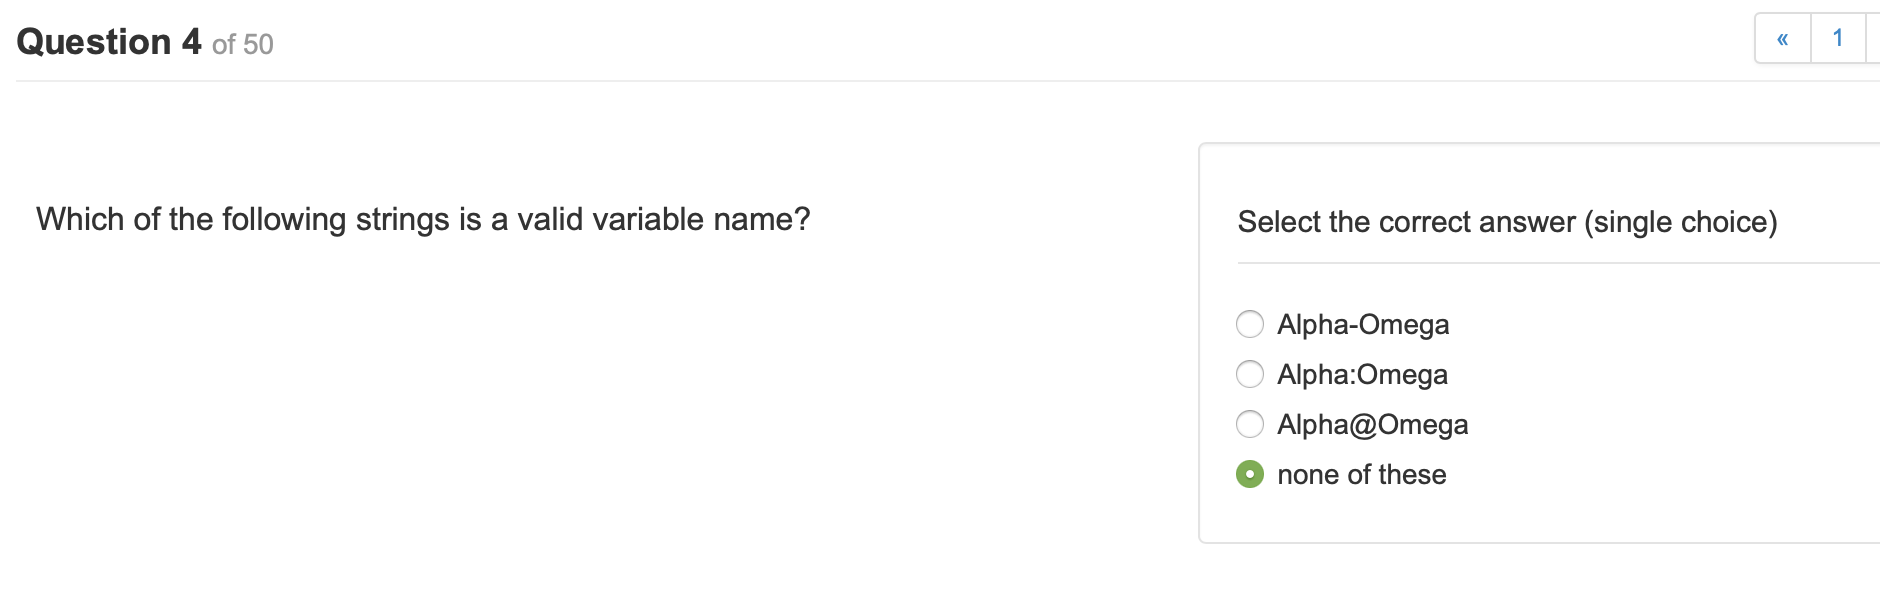 Question 4 of 50
« 1
Which of the following strings is a valid variable name?
Select the correct answer (single choice)
Alpha-Omega
Alpha:Omega
Alpha@Omega
none of these